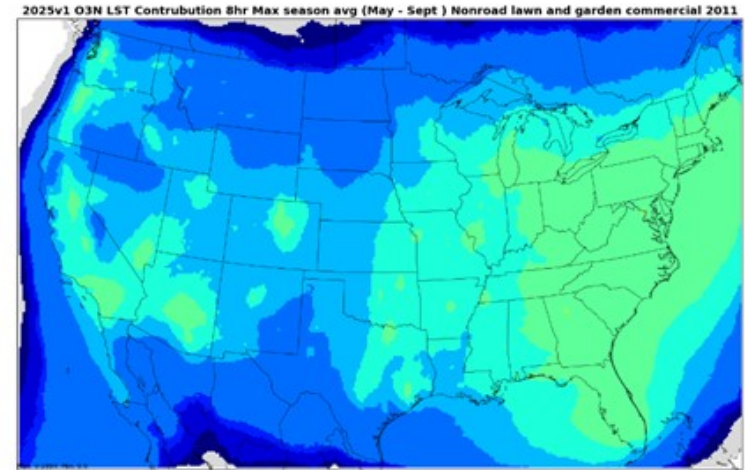 2025v1 O3N LST Contrubution 8hr Max season avg (May - Sept ) Nonroad lawn and garden commercial 2011